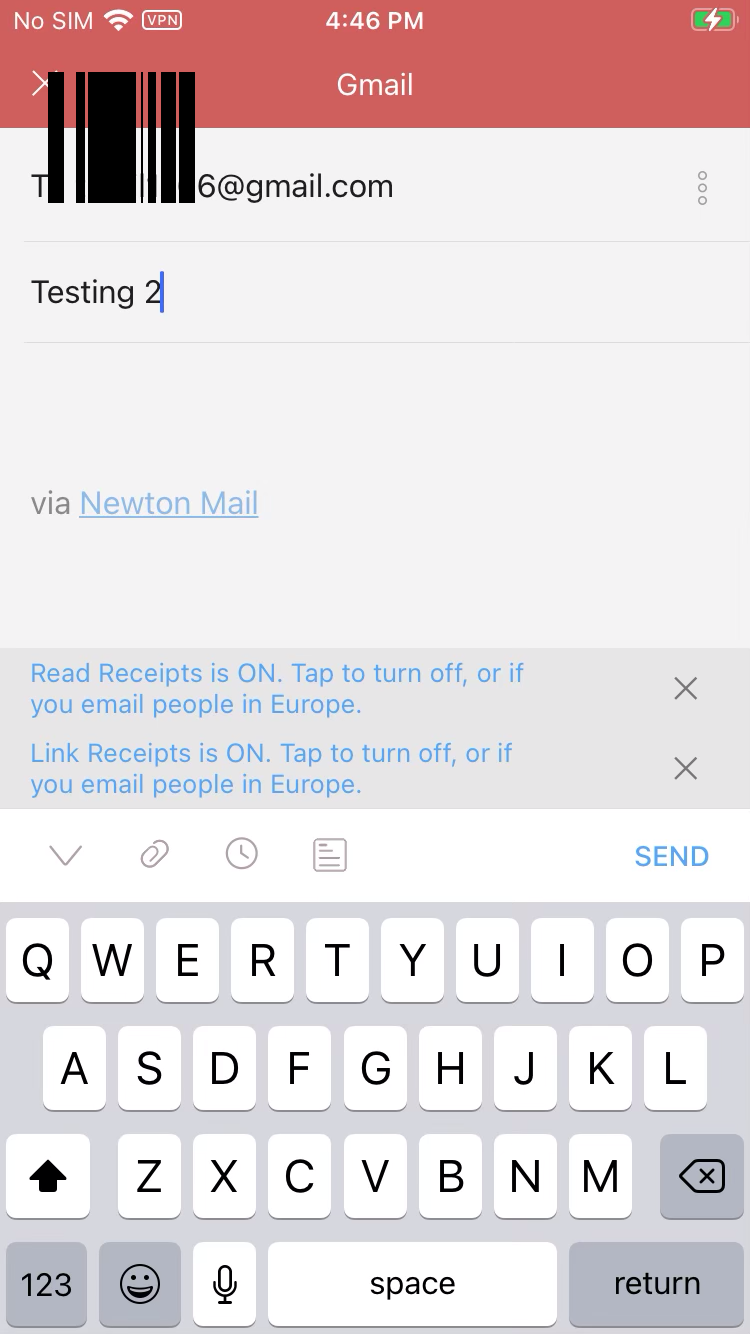 No SIM VPN 4:46 PM
Gmail
6@gmail.com
Testing 2
via Newton Mail
Read Receipts is ON. Tap to turn off, or if
you email people in Europe.
Link Receipts is ON. Tap to turn off, or if
you email people in Europe.
SEND
Q W E R T Y U I O P
A S D F G H J K L
Z X C V B N M
123 space return